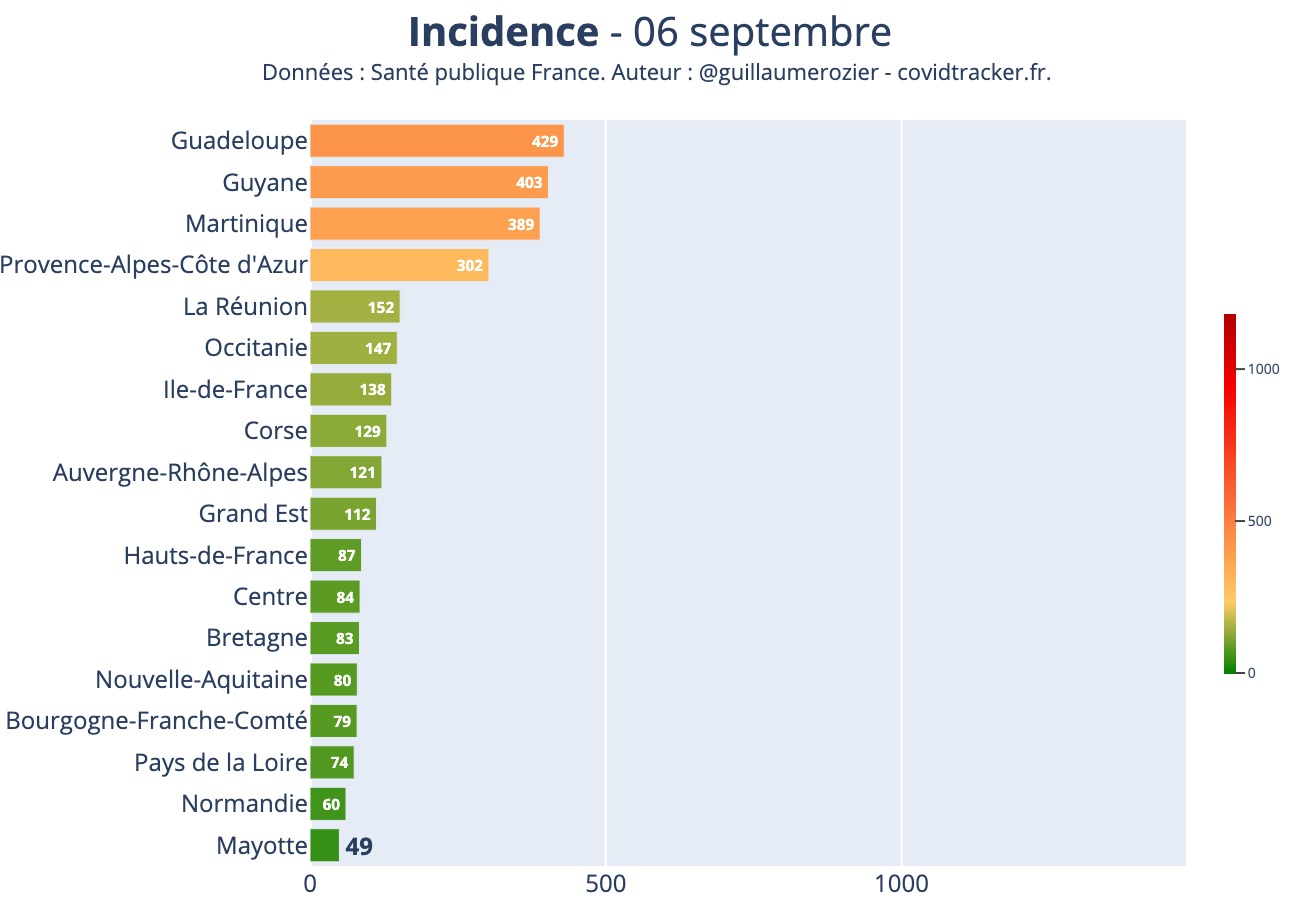 Incidence - 06 septembre
Données : Santé publique France. Auteur : @guillaumerozier - covidtracker.fr.
Guadeloupe 429
Guyane 403
Martinique 389
Provence-Alpes-Côte d'Azur 302
La Réunion 152
Occitanie 147
Ile-de-France 138
Corse 129
Auvergne-Rhône-Alpes 121
Grand Est 112
Hauts-de-France 87
Centre 84
Bretagne 83
Nouvelle-Aquitaine 80
Bourgogne-Franche-Comté 79
Pays de la Loire 74
Normandie 60
Mayotte 49
0 500 1000
1000
500
0